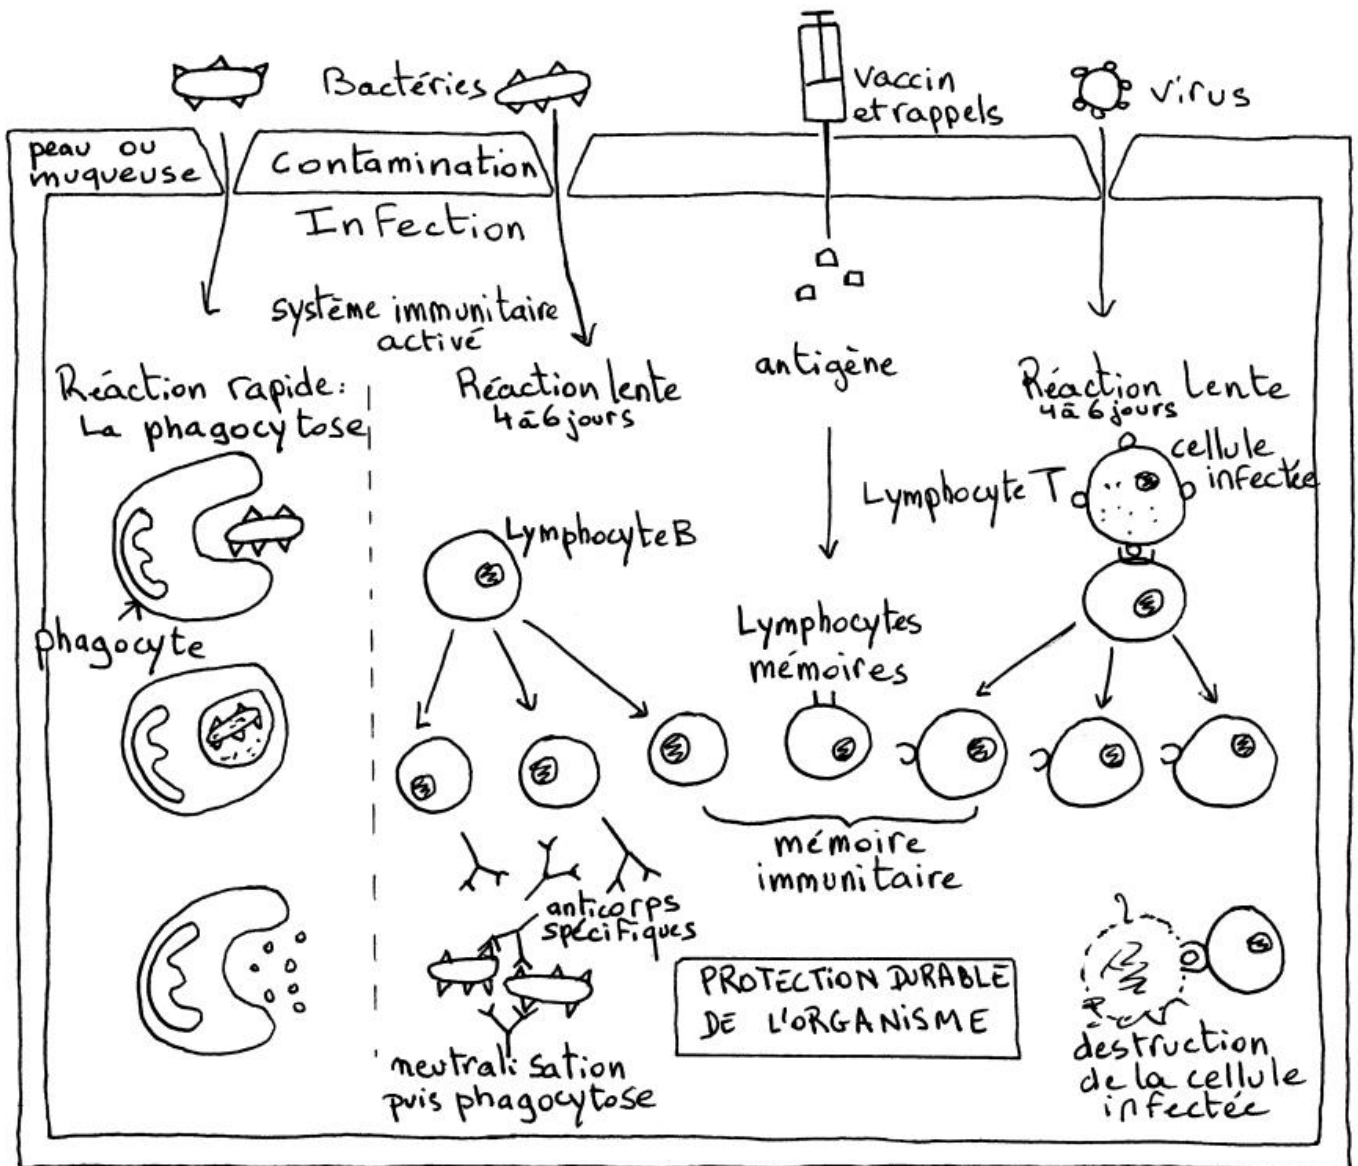 Bactéries
vaccin
et rappels
virus
peau ou
muqueuse
contamination
Infection
système immunitaire
activé
antigène
Réaction rapide:
La phagocytose
Réaction lente
4 à 6 jours
Réaction lente
4 à 6 jours
cellule
infectée
Lymphocyte T
Lymphocyte B
phagocyte
Lymphocytes
mémoires
mémoire
immunitaire
anticorps
spécifiques
PROTECTION DURABLE
DE L'ORGANISME
neutralisation
puis phagocytose
destruction
de la cellule
infectée